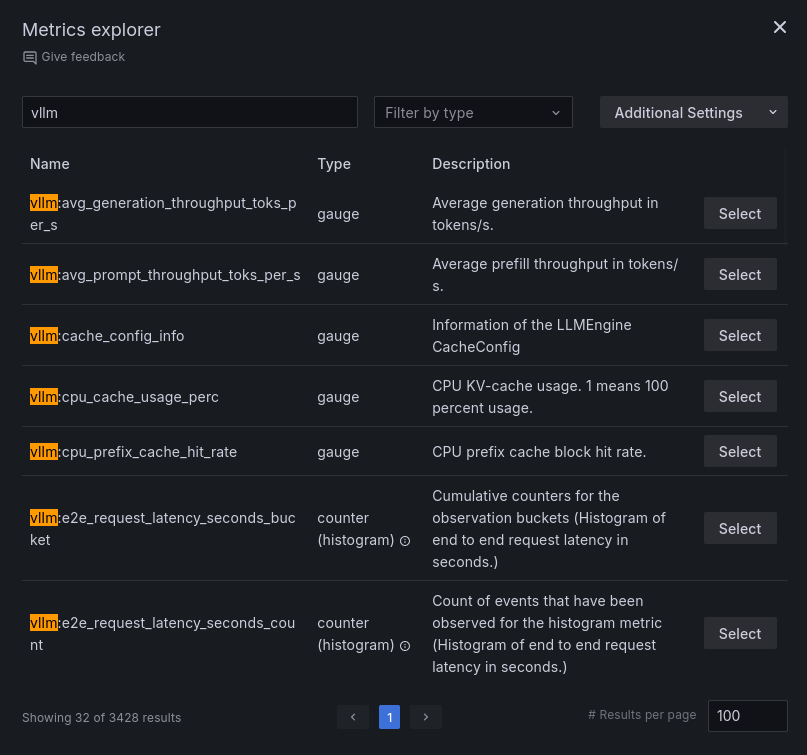 Metrics explorer
Give feedback
vllm
Filter by type
Additional Settings
Name Type Description
vllm:avg_generation_throughput_toks_p
er_s
gauge
Average generation throughput in
tokens/s.
Select
vllm:avg_prompt_throughput_toks_per_s
gauge
Average prefill throughput in tokens/
s.
Select
vllm:cache_config_info
gauge
Information of the LLMEngine
CacheConfig
Select
vllm:cpu_cache_usage_perc
gauge
CPU KV-cache usage. 1 means 100
percent usage.
Select
vllm:cpu_prefix_cache_hit_rate
gauge
CPU prefix cache block hit rate.
Select
vllm:e2e_request_latency_seconds_buc
ket
counter
(histogram)
Cumulative counters for the
observation buckets (Histogram of
end to end request latency in
seconds.)
Select
vllm:e2e_request_latency_seconds_cou
nt
counter
(histogram)
Count of events that have been
observed for the histogram metric
(Histogram of end to end request
latency in seconds.)
Select
Showing 32 of 3428 results
1
# Results per page
100